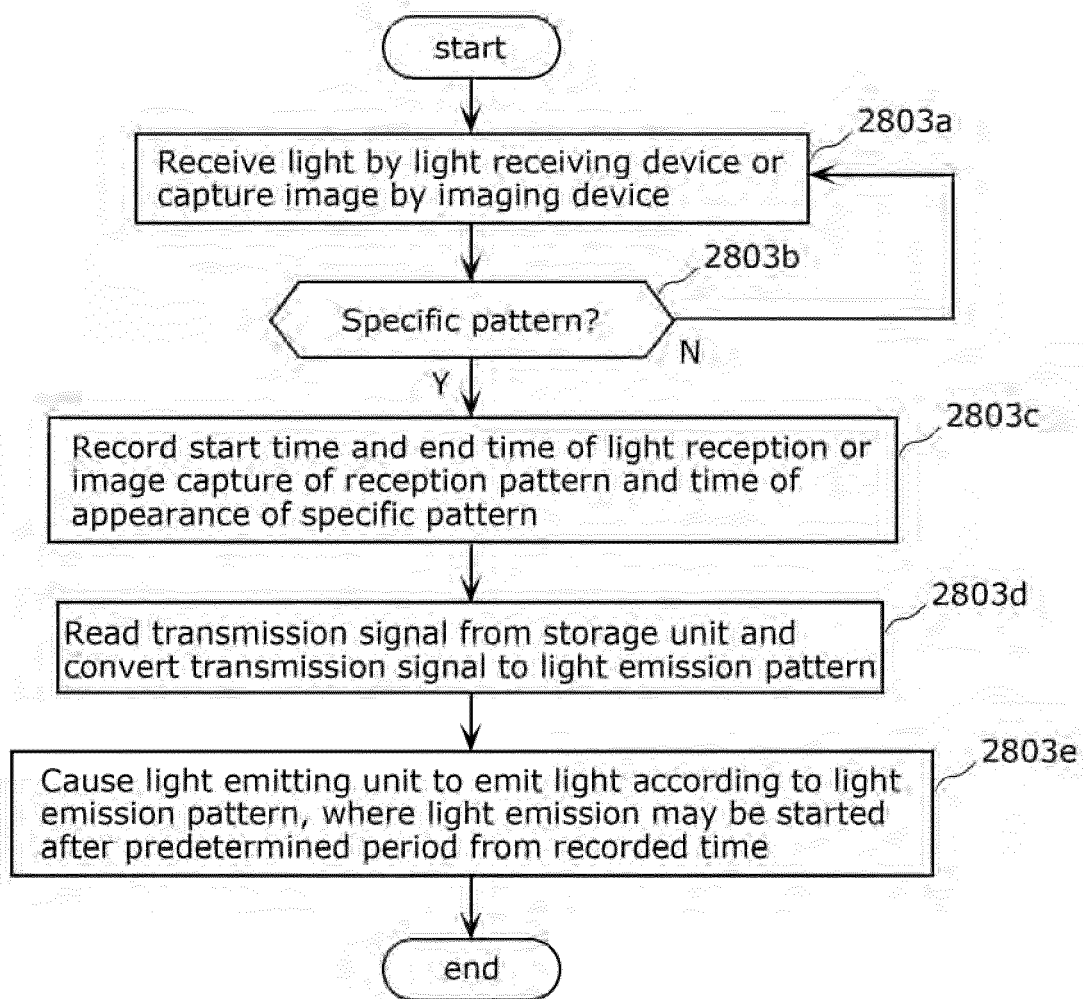 start
2803a
Receive light by light receiving device or
capture image by imaging device
2803b
Specific pattern?
N
Y
2803c
Record start time and end time of light reception or
image capture of reception pattern and time of
appearance of specific pattern
2803d
Read transmission signal from storage unit and
convert transmission signal to light emission pattern
2803e
Cause light emitting unit to emit light according to light
emission pattern, where light emission may be started
after predetermined period from recorded time
end